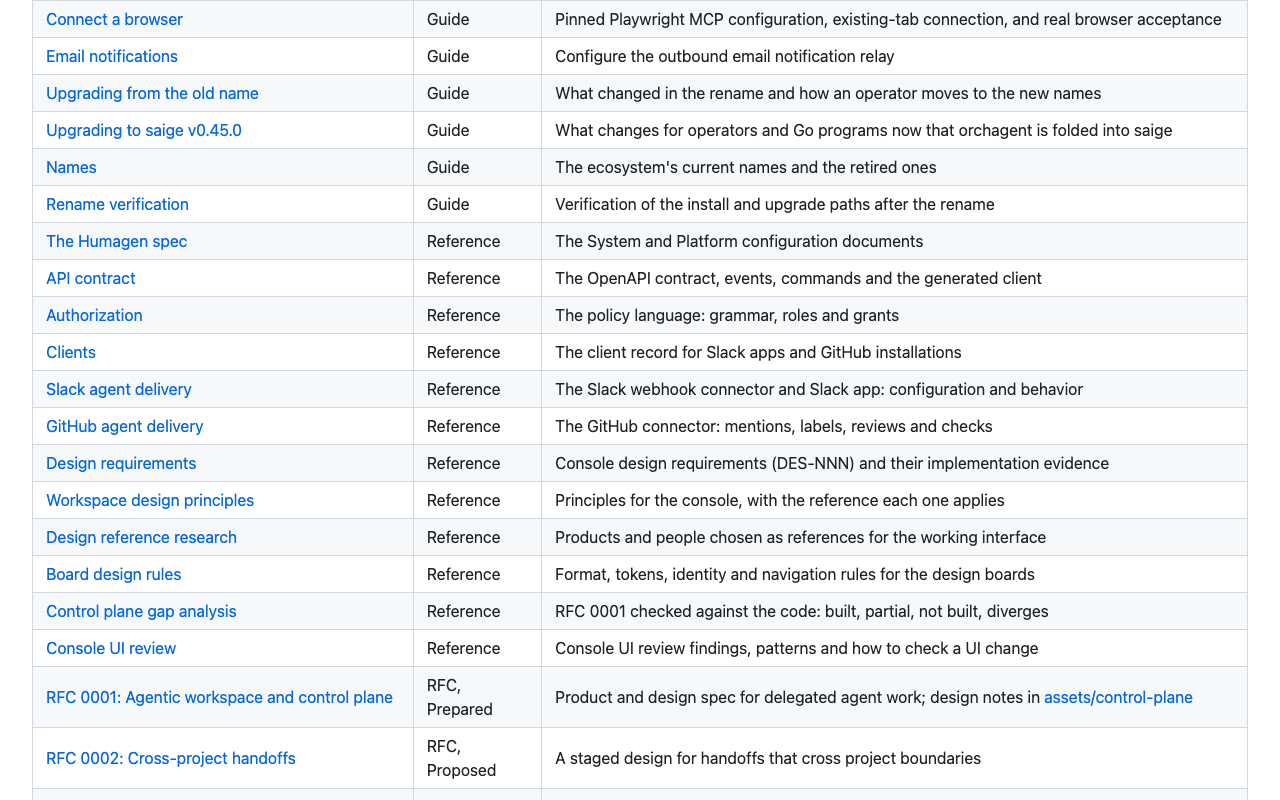 Connect a browser Guide Pinned Playwright MCP configuration, existing-tab connection, and real browser acceptance
Email notifications Guide Configure the outbound email notification relay
Upgrading from the old name Guide What changed in the rename and how an operator moves to the new names
Upgrading to saige v0.45.0 Guide What changes for operators and Go programs now that orchagent is folded into saige
Names Guide The ecosystem's current names and the retired ones
Rename verification Guide Verification of the install and upgrade paths after the rename
The Humagen spec Reference The System and Platform configuration documents
API contract Reference The OpenAPI contract, events, commands and the generated client
Authorization Reference The policy language: grammar, roles and grants
Clients Reference The client record for Slack apps and GitHub installations
Slack agent delivery Reference The Slack webhook connector and Slack app: configuration and behavior
GitHub agent delivery Reference The GitHub connector: mentions, labels, reviews and checks
Design requirements Reference Console design requirements (DES-NNN) and their implementation evidence
Workspace design principles Reference Principles for the console, with the reference each one applies
Design reference research Reference Products and people chosen as references for the working interface
Board design rules Reference Format, tokens, identity and navigation rules for the design boards
Control plane gap analysis Reference RFC 0001 checked against the code: built, partial, not built, diverges
Console UI review Reference Console UI review findings, patterns and how to check a UI change
RFC 0001: Agentic workspace and control plane RFC, Prepared Product and design spec for delegated agent work; design notes in assets/control-plane
RFC 0002: Cross-project handoffs RFC, Proposed A staged design for handoffs that cross project boundaries